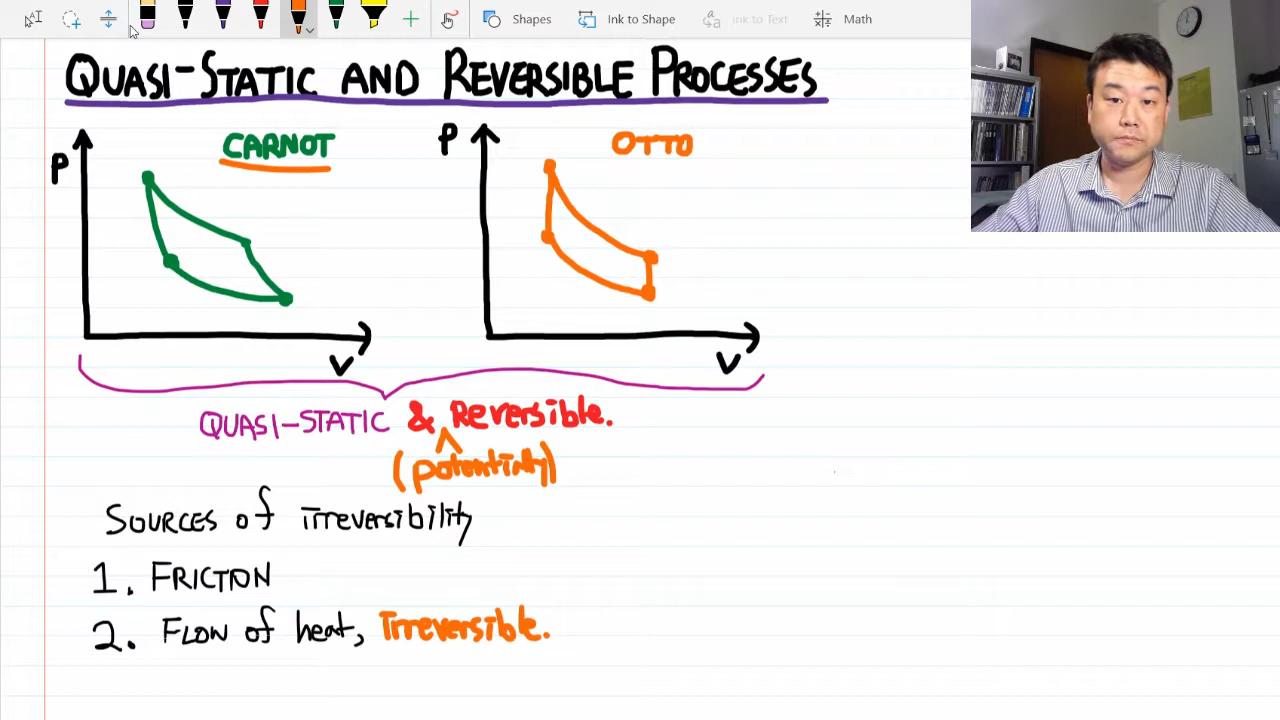 Shapes Ink to Shape ink to Text Math
QUASI-STATIC AND REVERSIBLE PROCESSES
P CARNOT
P OTTO
V
V
QUASI-STATIC & Reversible.
(potentially)
SOURCES of irreversibility
1. FRICTION
2. FLOW of heat, irreversible.